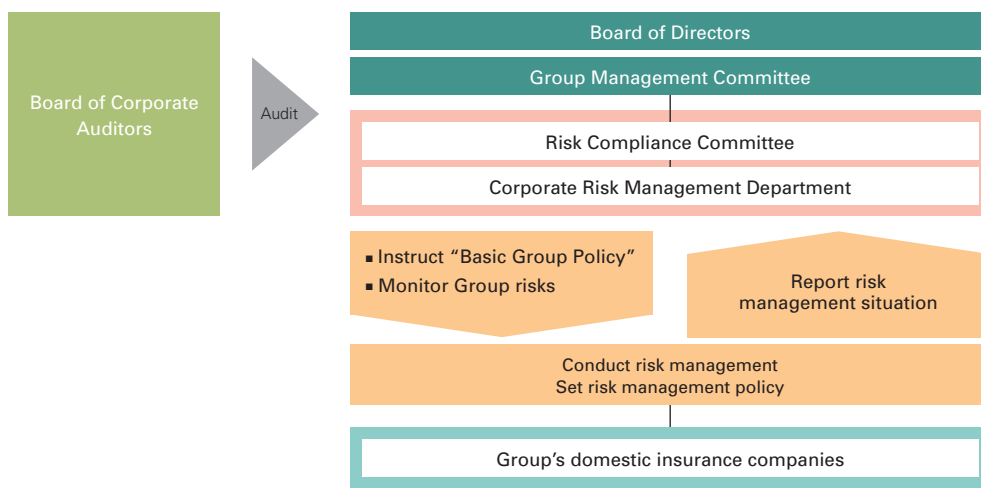 Board of Corporate
Auditors
Audit
Board of Directors
Group Management Committee
Risk Compliance Committee
Corporate Risk Management Department
▪ Instruct “Basic Group Policy”
▪ Monitor Group risks
Report risk
management situation
Conduct risk management
Set risk management policy
Group’s domestic insurance companies